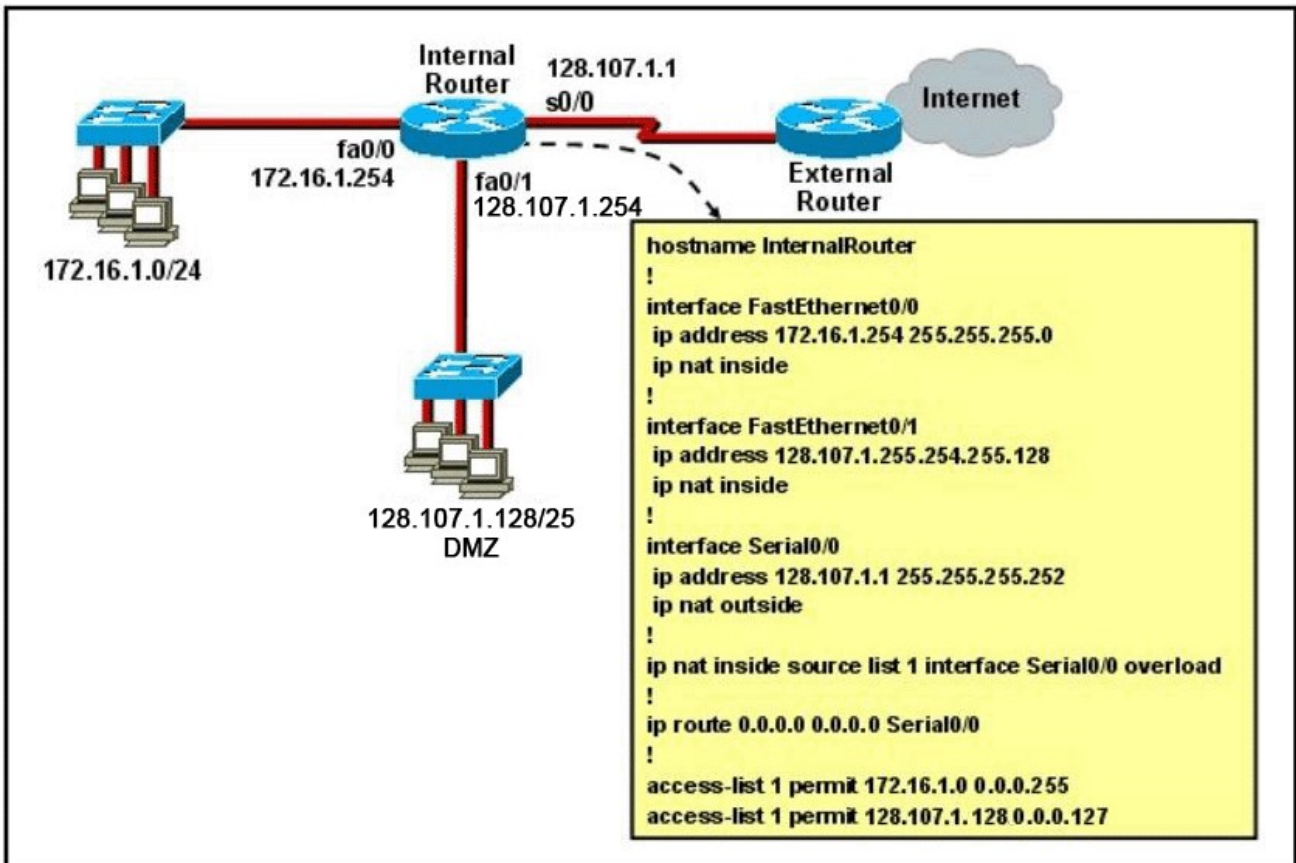 Internal
Router
128.107.1.1
s0/0
Internet
fa0/0
172.16.1.254
fa0/1
128.107.1.254
External
Router
172.16.1.0/24
128.107.1.128/25
DMZ
hostname InternalRouter
!
interface FastEthernet0/0
ip address 172.16.1.254 255.255.255.0
ip nat inside
!
interface FastEthernet0/1
ip address 128.107.1.255.254.255.128
ip nat inside
!
interface Serial0/0
ip address 128.107.1.1 255.255.255.252
ip nat outside
!
ip nat inside source list 1 interface Serial0/0 overload
!
ip route 0.0.0.0 0.0.0.0 Serial0/0
!
access-list 1 permit 172.16.1.0 0.0.0.255
access-list 1 permit 128.107.1.128 0.0.0.127